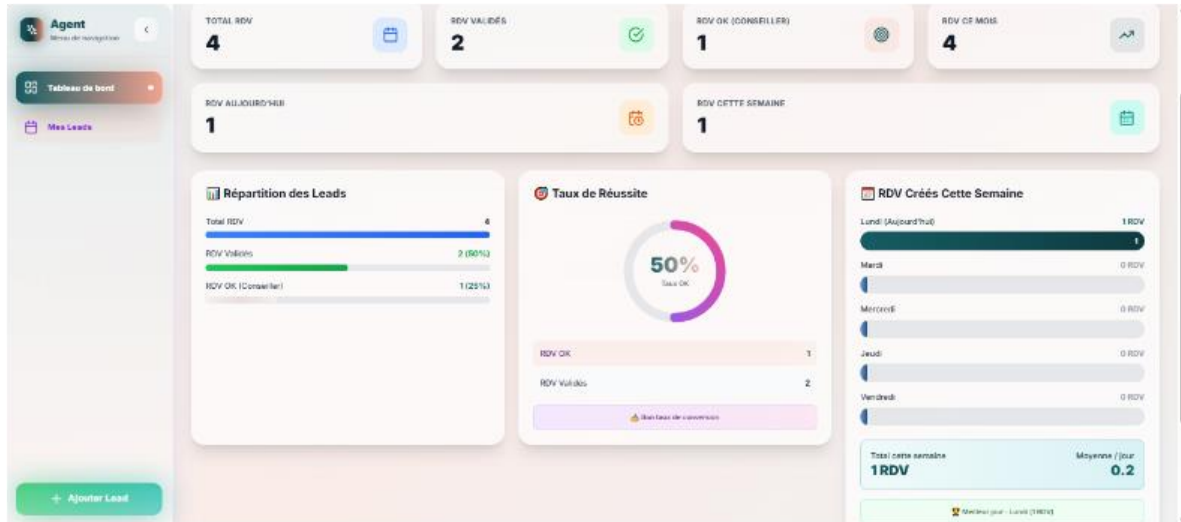 Agent
Menu de navigation
Tableau de bord
Mes Leads
+ Ajouter Lead
TOTAL RDV
4
RDV VALIDÉS
2
RDV OK (CONSEILLER)
1
RDV CE MOIS
4
RDV AUJOURD'HUI
1
RDV CETTE SEMAINE
1
Répartition des Leads
Total RDV 4
RDV Validés 2 (50%)
RDV OK (Conseiller) 1 (25%)
Taux de Réussite
50%
Taux OK
RDV OK 1
RDV Validés 2
Bon taux de conversion
RDV Créés Cette Semaine
Lundi (Aujourd'hui) 1 RDV
1
Mardi 0 RDV
Mercredi 0 RDV
Jeudi 0 RDV
Vendredi 0 RDV
Total cette semaine Moyenne / jour
1 RDV 0.2
Meilleur jour : Lundi (1 RDV)